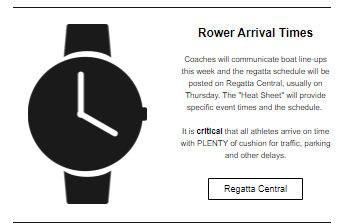 Rower Arrival Times
Coaches will communicate boat line-ups
this week and the regatta schedule will be
posted on Regatta Central, usually on
Thursday. The "Heat Sheet" will provide
specific event times and the schedule.
It is critical that all athletes arrive on time
with PLENTY of cushion for traffic, parking
and other delays.
Regatta Central